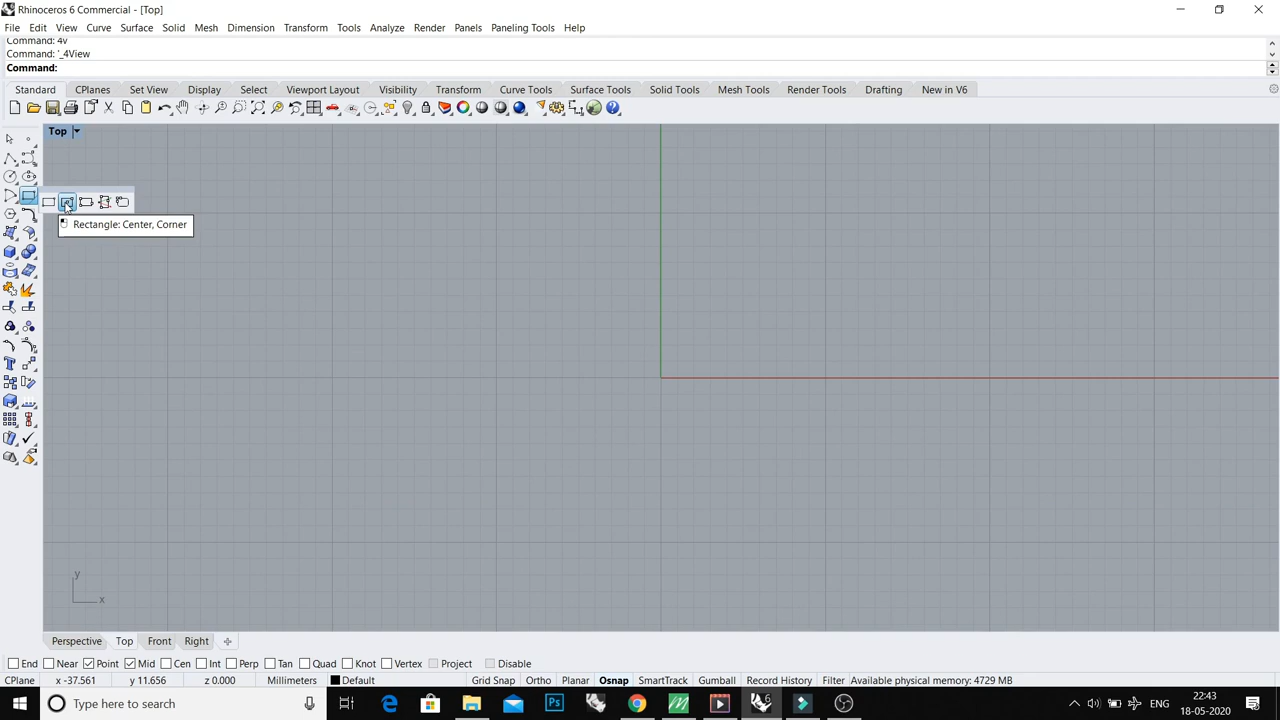 Rhinoceros 6 Commercial - [Top]
File Edit View Curve Surface Solid Mesh Dimension Transform Tools Analyze Render Panels Paneling Tools Help
Command: 4v
Command: '_4View
Command:
Standard CPlanes Set View Display Select Viewport Layout Visibility Transform Curve Tools Surface Tools Solid Tools Mesh Tools Render Tools Drafting New in V6
Top
Rectangle: Center, Corner
y
x
Perspective Top Front Right
End Near Point Mid Cen Int Perp Tan Quad Knot Vertex Project Disable
CPlane x -37.561 y 11.656 z 0.000 Millimeters Default Grid Snap Ortho Planar Osnap SmartTrack Gumball Record History Filter Available physical memory: 4729 MB
Type here to search
ENG
22:43
18-05-2020